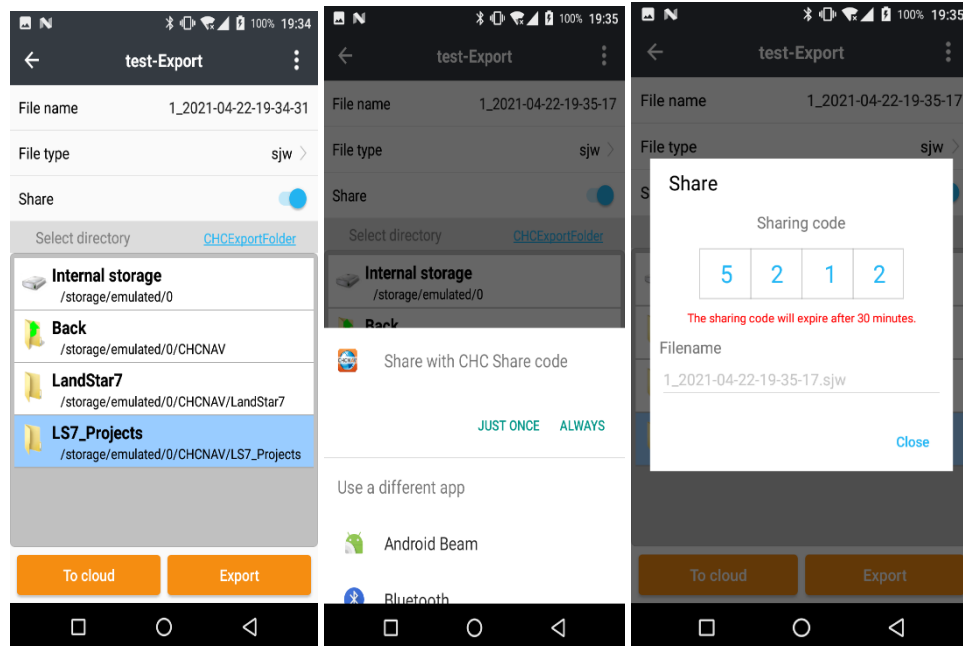 100% 19:34
test-Export
File name 1_2021-04-22-19-34-31
File type sjw
Share
Select directory CHCExportFolder
Internal storage
/storage/emulated/0
Back
/storage/emulated/0/CHCNAV
LandStar7
/storage/emulated/0/CHCNAV/LandStar7
LS7_Projects
/storage/emulated/0/CHCNAV/LS7_Projects
To cloud Export
100% 19:35
test-Export
File name 1_2021-04-22-19-35-17
File type sjw
Share
Select directory CHCExportFolder
Internal storage
/storage/emulated/0
Back
CHCNAV
Share with CHC Share code
JUST ONCE ALWAYS
Use a different app
Android Beam
Bluetooth
100% 19:35
test-Export
File name 1_2021-04-22-19-35-17
File type sjw
S
Share
Sharing code
5 2 1 2
The sharing code will expire after 30 minutes.
Filename
1_2021-04-22-19-35-17.sjw
Close
To cloud Export